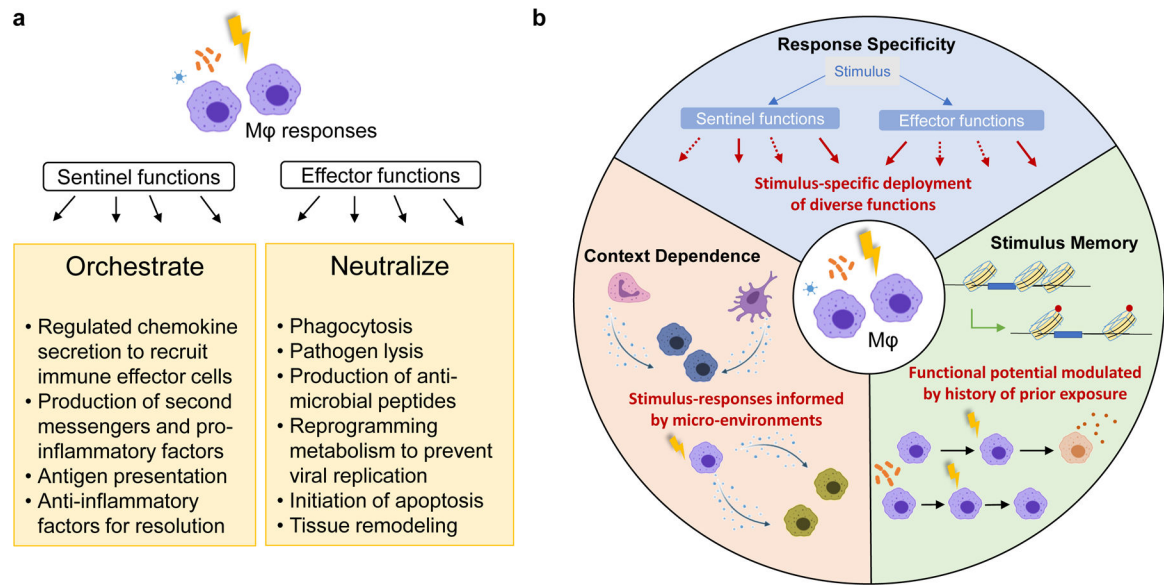 a
Mφ responses
Sentinel functions
Effector functions
Orchestrate
• Regulated chemokine
secretion to recruit
immune effector cells
• Production of second
messengers and pro-
inflammatory factors
• Antigen presentation
• Anti-inflammatory
factors for resolution
Neutralize
• Phagocytosis
• Pathogen lysis
• Production of anti-
microbial peptides
• Reprogramming
metabolism to prevent
viral replication
• Initiation of apoptosis
• Tissue remodeling
b
Response Specificity
Stimulus
Sentinel functions
Effector functions
Stimulus-specific deployment
of diverse functions
Context Dependence
Stimulus-responses informed
by micro-environments
Mφ
Stimulus Memory
Functional potential modulated
by history of prior exposure